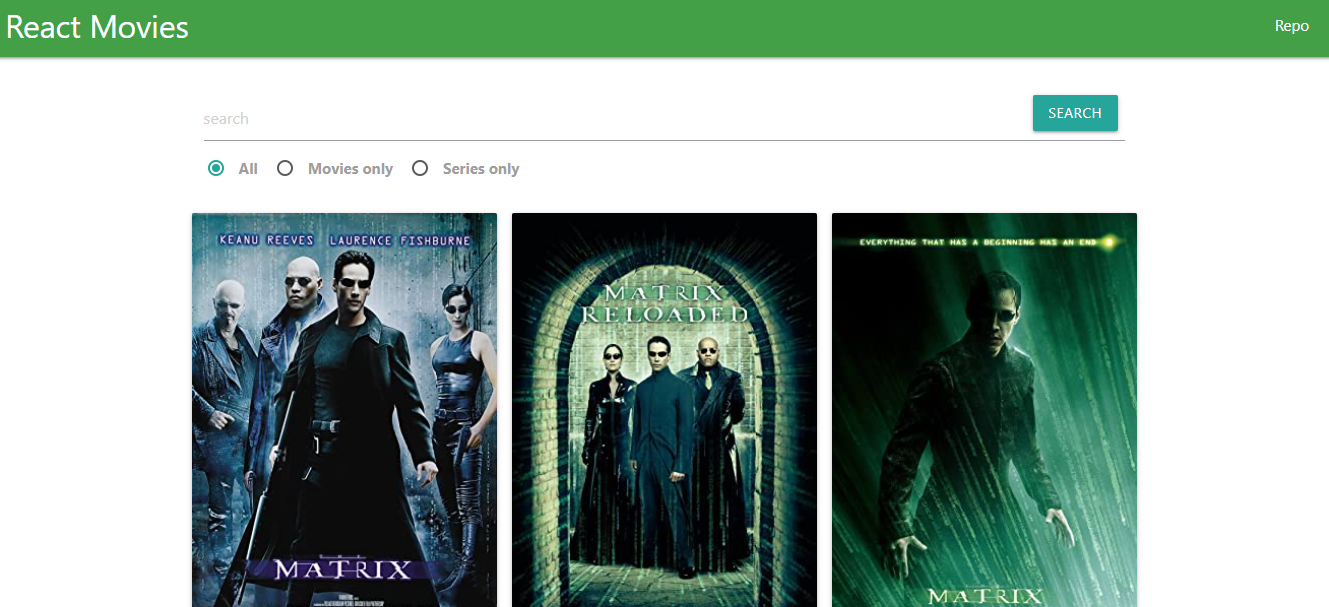 React Movies
Repo
search
SEARCH
All
Movies only
Series only
KEANU REEVES LAURENCE FISHBURNE
THE
MATRIX
MATRIX
RELOADED
EVERYTHING THAT HAS A BEGINNING HAS AN END
MATRIX